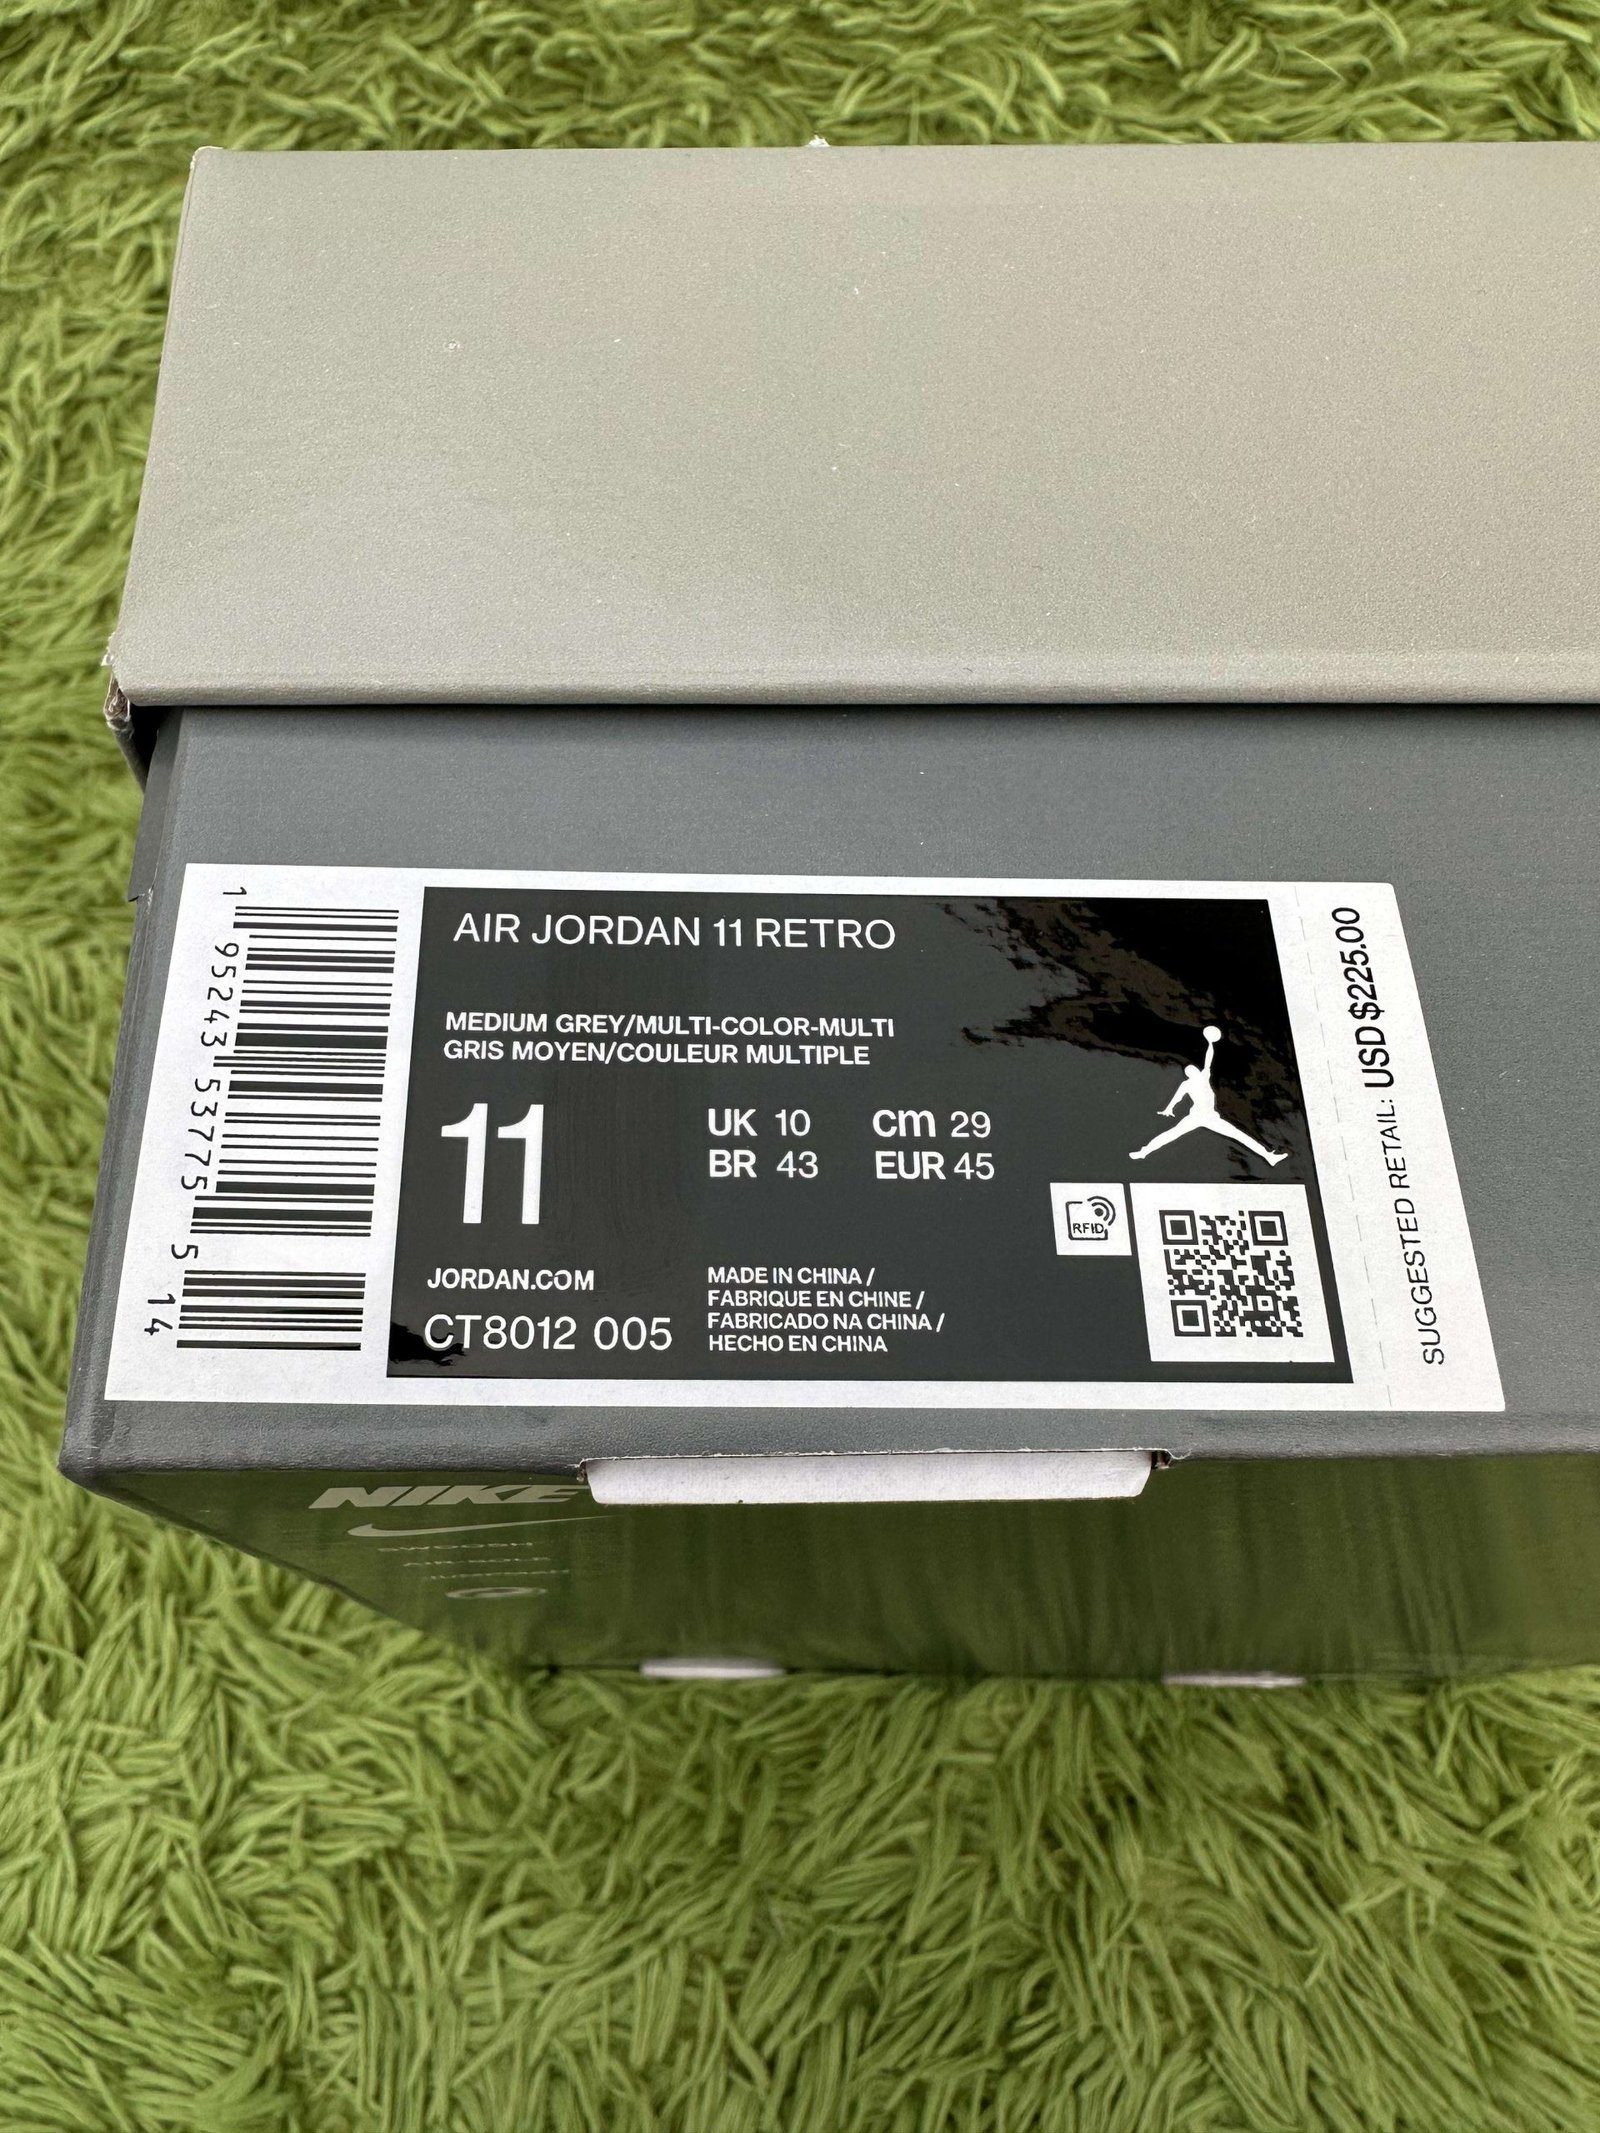 AIR JORDAN 11 RETRO
MEDIUM GREY/MULTI-COLOR-MULTI
GRIS MOYEN/COULEUR MULTIPLE
11
UK 10
cm 29
BR 43
EUR 45
JORDAN.COM
CT8012 005
MADE IN CHINA /
FABRIQUE EN CHINE /
FABRICADO NA CHINA /
HECHO EN CHINA
RFID
1 95243 53775 5 14
SUGGESTED RETAIL: USD $225.00
NIKE